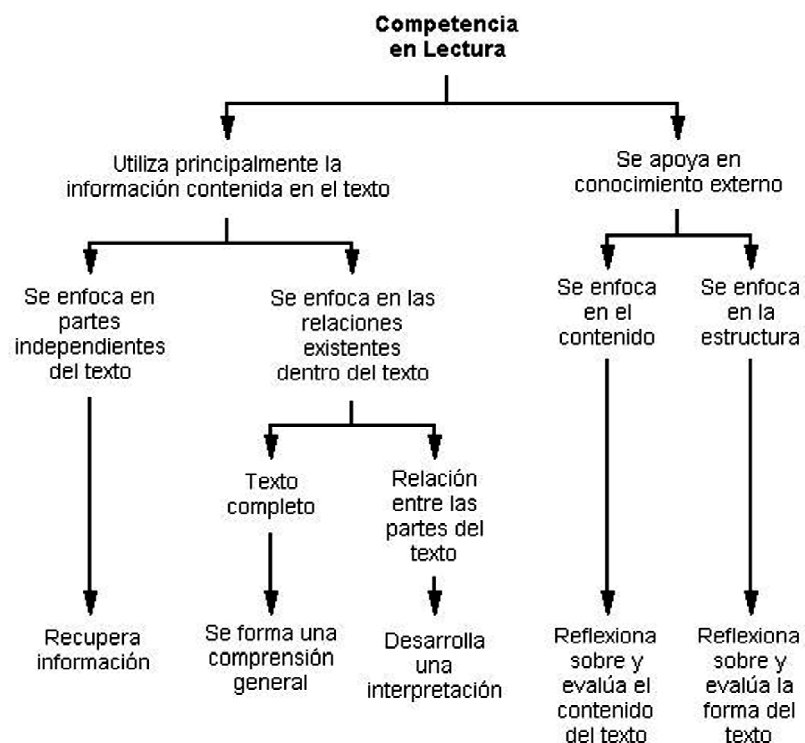 Competencia
en Lectura
Utiliza principalmente la
información contenida en el texto
Se apoya en
conocimiento externo
Se enfoca en
partes
independientes
del texto
Se enfoca en las
relaciones
existentes
dentro del texto
Se enfoca
en el
contenido
Se enfoca
en la
estructura
Texto
completo
Relación
entre las
partes del
texto
Recupera
información
Se forma una
comprensión
general
Desarrolla
una
interpretación
Reflexiona
sobre y
evalúa el
contenido
del texto
Reflexiona
sobre y
evalúa la
forma del
texto